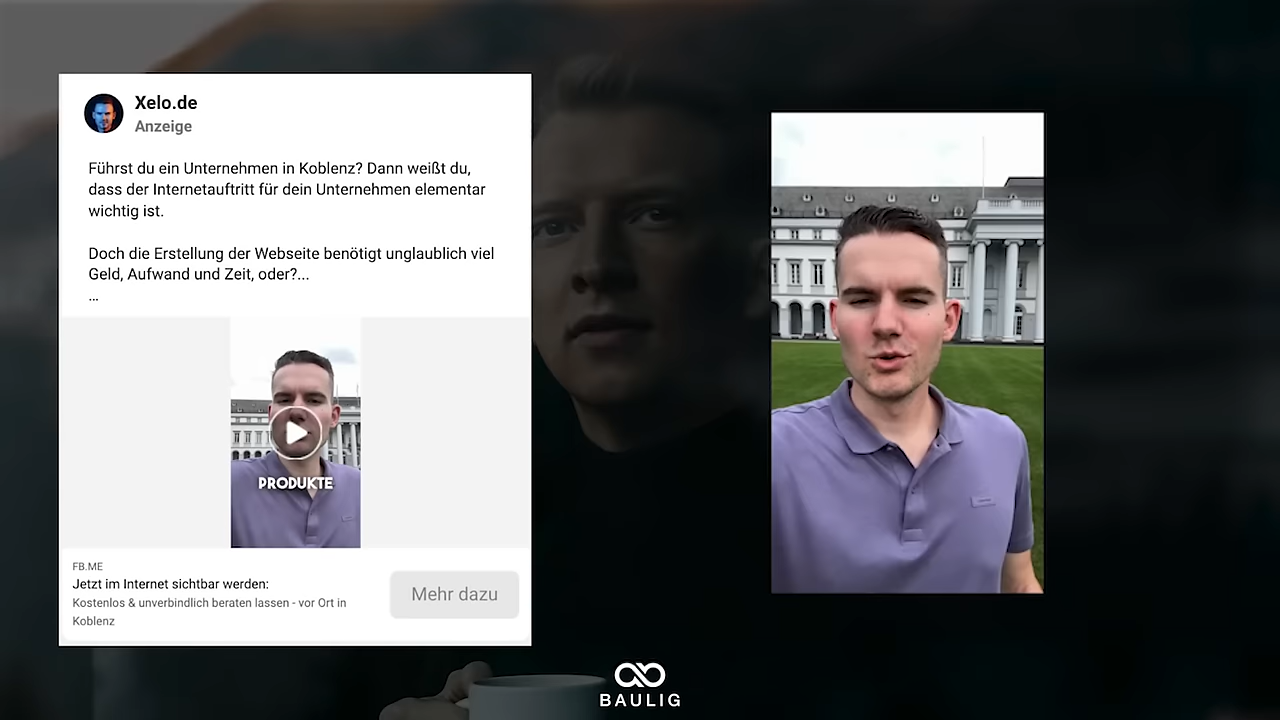 Xelo.de
Anzeige
Führst du ein Unternehmen in Koblenz? Dann weißt du,
dass der Internetauftritt für dein Unternehmen elementar
wichtig ist.
Doch die Erstellung der Webseite benötigt unglaublich viel
Geld, Aufwand und Zeit, oder?...
...
PRODUKTE
FB.ME
Jetzt im Internet sichtbar werden:
Kostenlos & unverbindlich beraten lassen - vor Ort in
Koblenz
Mehr dazu
BAULIG